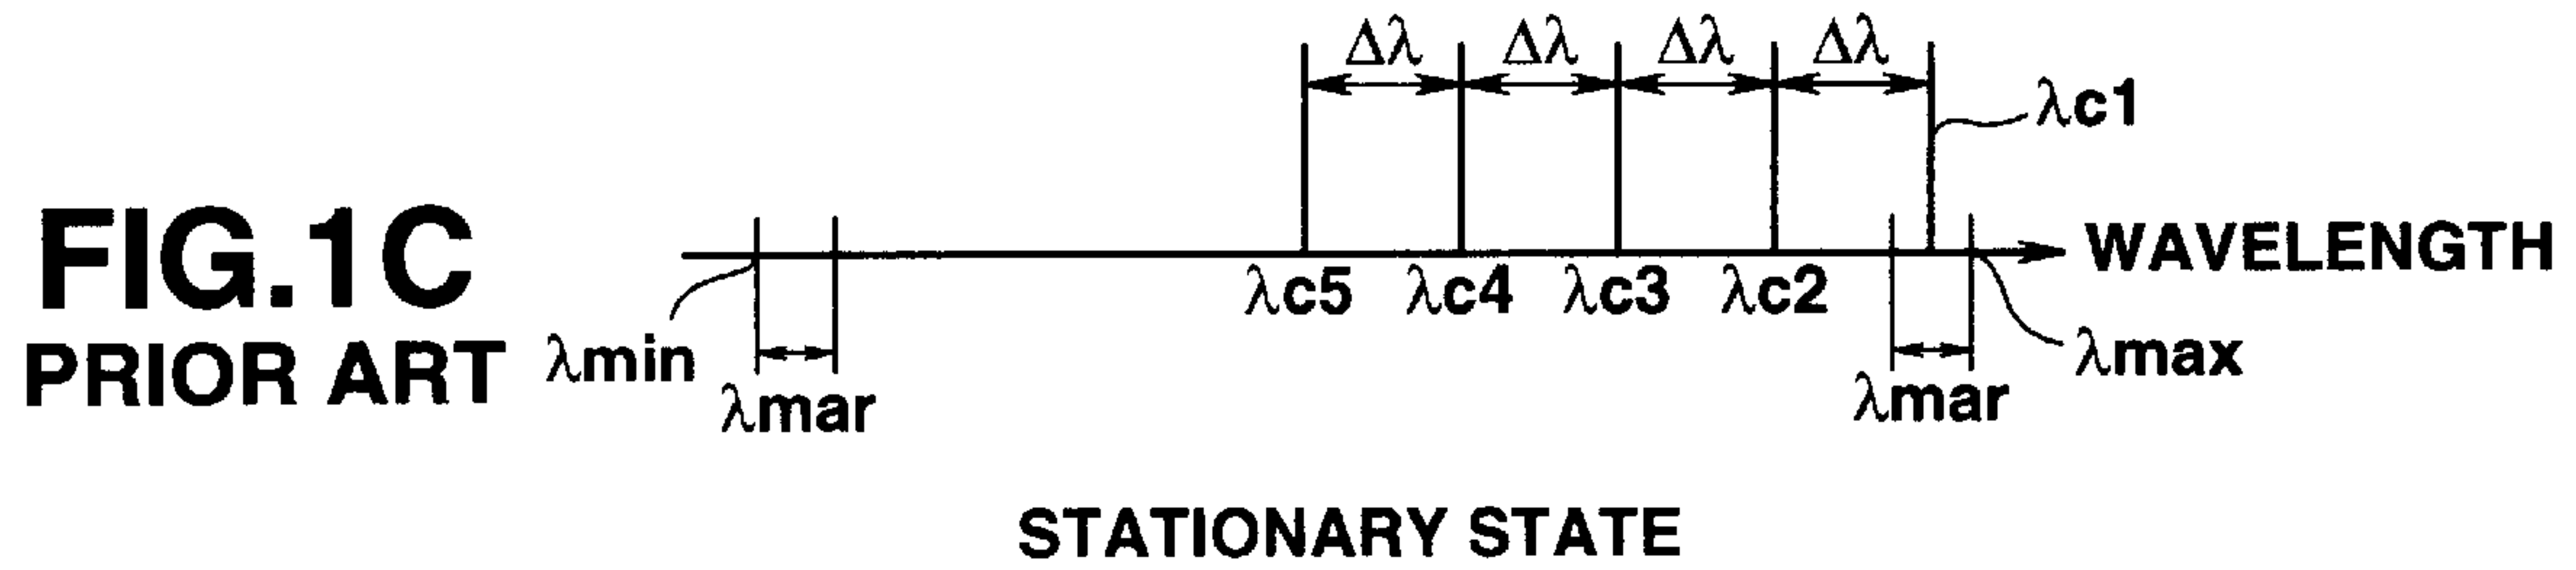 Δλ Δλ Δλ Δλ
λc1
FIG.1C
PRIOR ART
WAVELENGTH
λc5 λc4 λc3 λc2
λmin
λmar
λmax
λmar
STATIONARY STATE